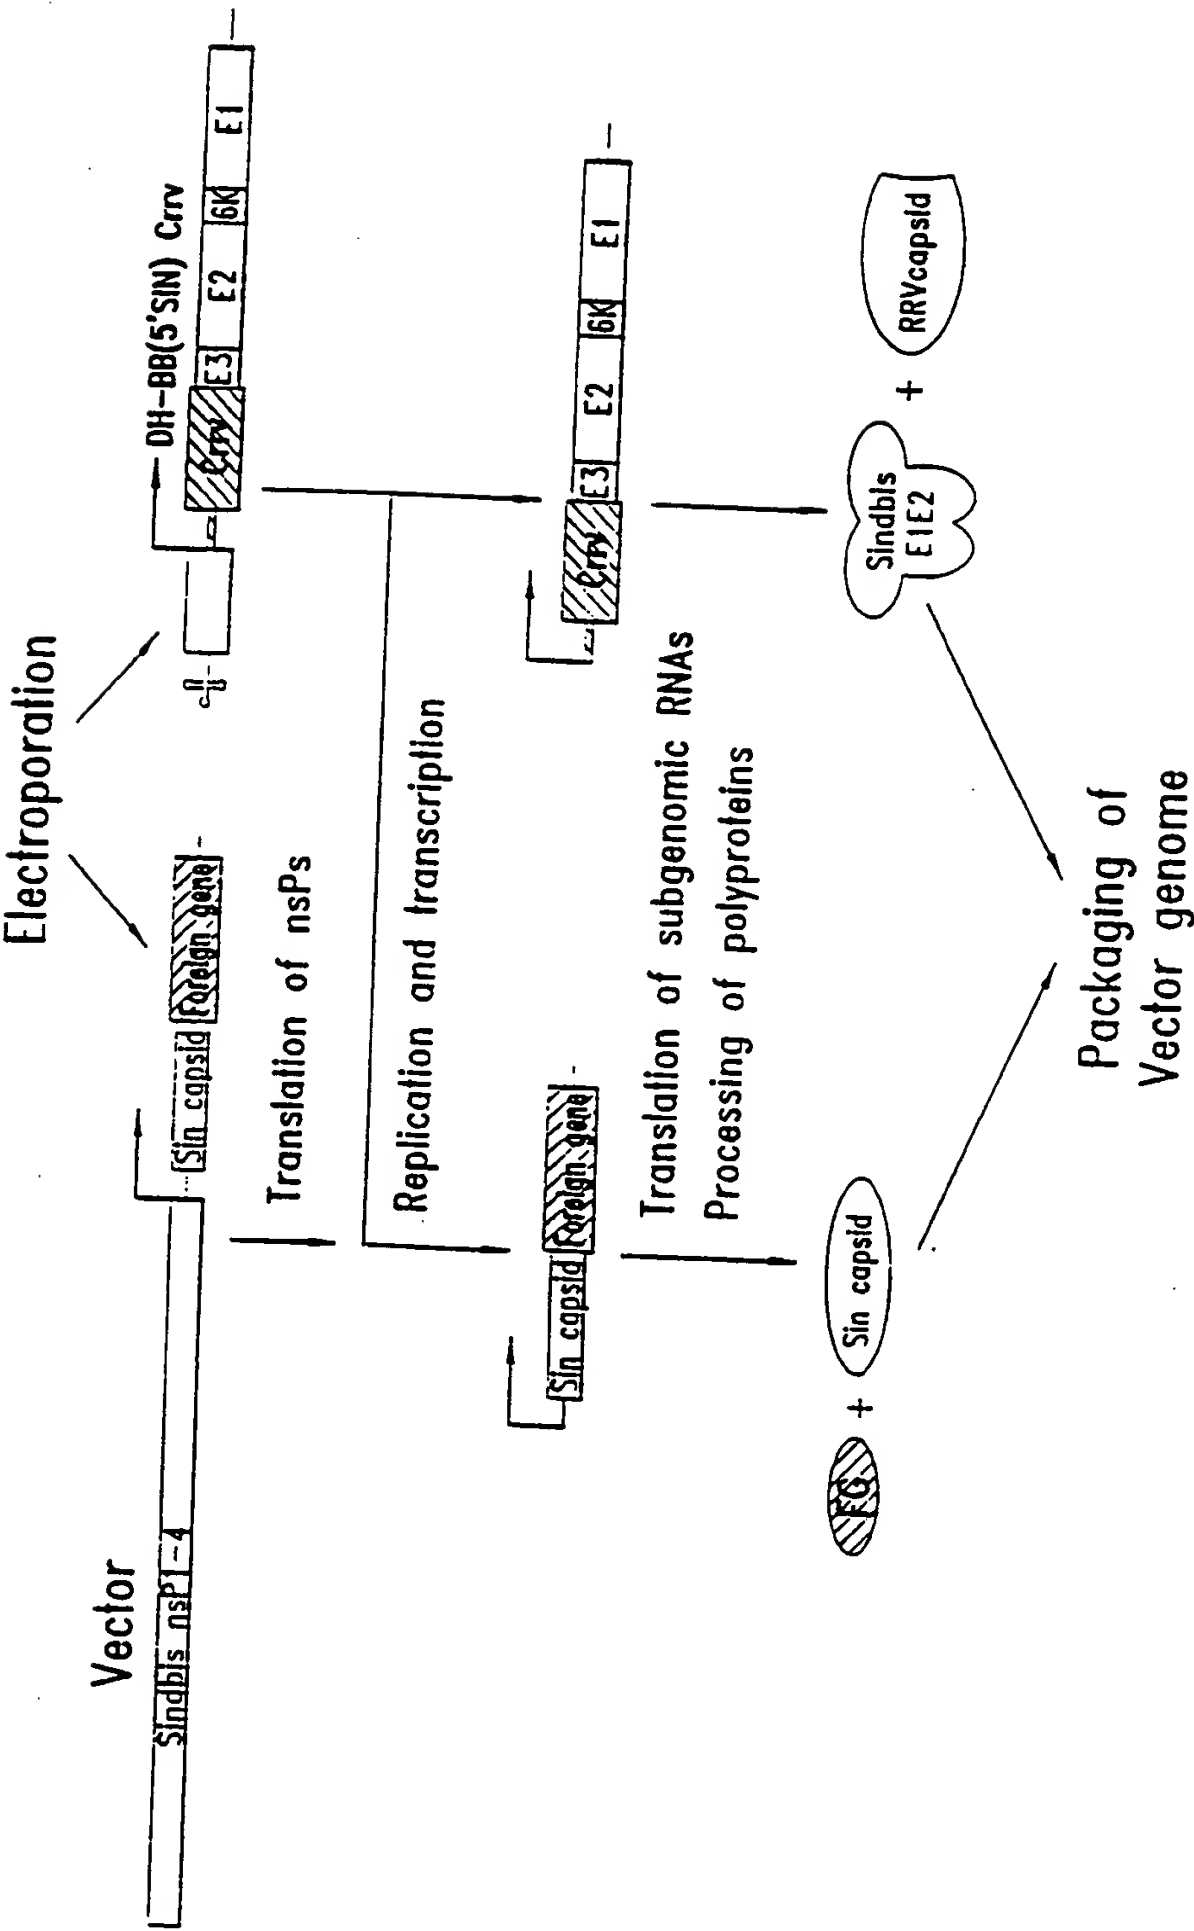 Electroporation
Vector
DH-BB(5'SIN) Crrv
Sindbis nsP1-4
Sin capsid
Foreign gene
Crrv
E3
E2
6K
E1
Translation of nsPs
Replication and transcription
Sin capsid
Foreign gene
Crrv
E3
E2
6K
E1
Translation of subgenomic RNAs
Processing of polyproteins
FG
+
Sin capsid
Sindbis
E1E2
+
RRVcapsid
Packaging of
Vector genome